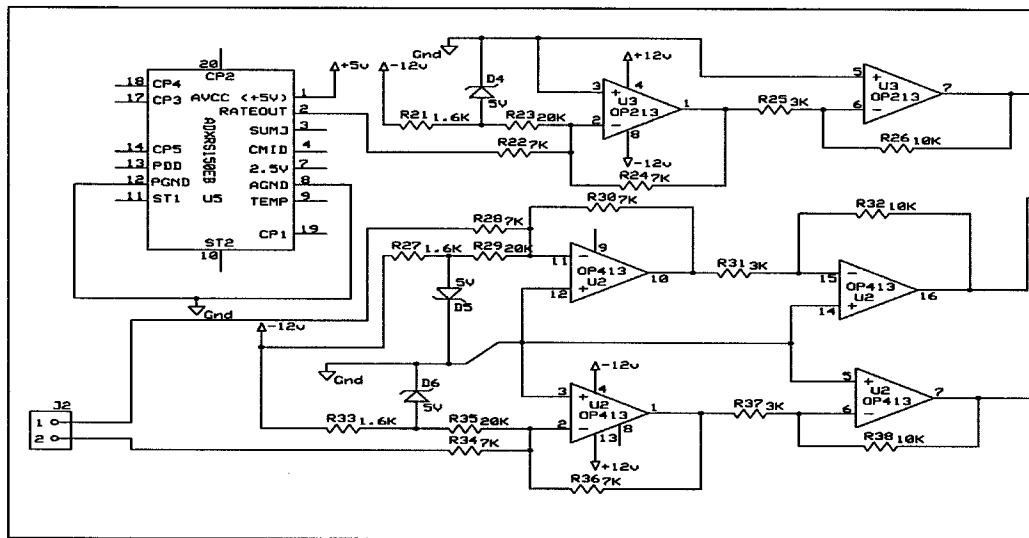 20
CP2
18 CP4
17 CP3
AVCC (+5V) 1
RATEOUT 2
SUMJ 3
14 CP5
CMID 4
13 PDD
2.5V 7
12 PGND
AGND 8
11 ST1
U5
TEMP 9
CP1 19
ADXRS150EB
ST2
10
Gnd
+5v
-12v
Gnd
D4
5V
R21 1.6K
R23 20K
R22 7K
R24 7K
+12v
4
3
+
U3
OP213
1
2
-
8
-12v
R25 3K
5
+
U3
OP213
7
6
-
R26 10K
R28 7K
R30 7K
R27 1.6K
R29 20K
9
11
-
OP413
10
12
+
U2
R31 3K
R32 10K
15
-
OP413
16
14
+
U2
5V
D5
-12v
Gnd
D6
5V
R33 1.6K
R35 20K
R34 7K
R36 7K
-12v
4
3
+
U2
OP413
1
2
-
13
8
+12v
R37 3K
5
+
U2
OP413
7
6
-
R38 10K
J2
1
2